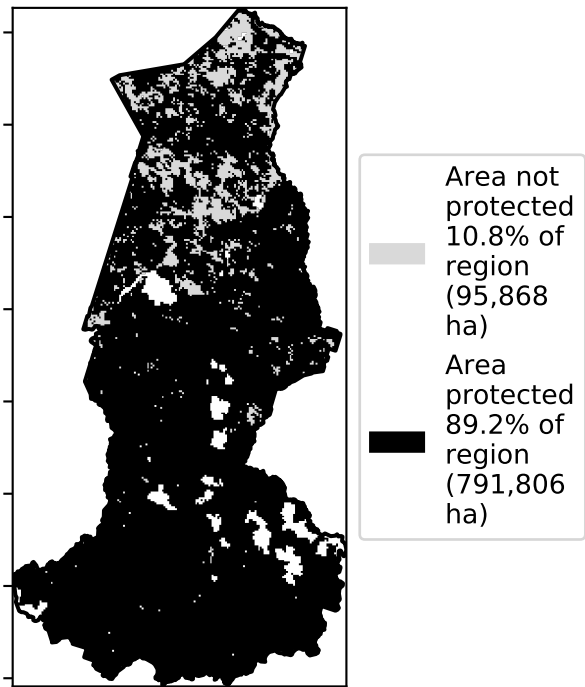 Area not
protected
10.8% of
region
(95,868
ha)
Area
protected
89.2% of
region
(791,806
ha)